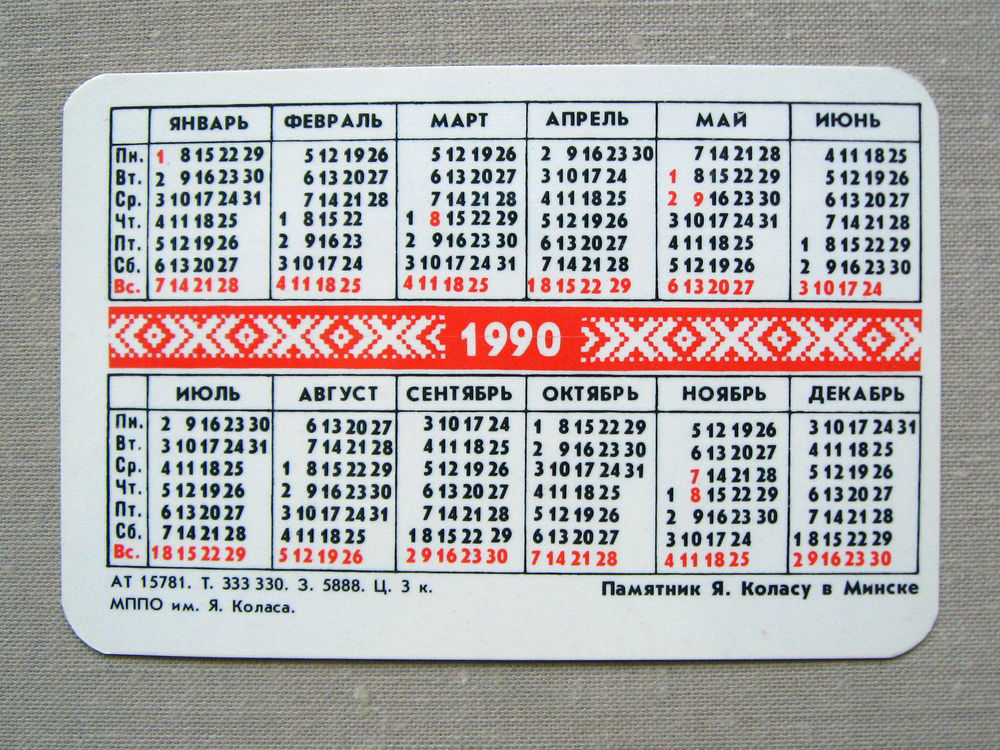 ЯНВАРЬ ФЕВРАЛЬ МАРТ АПРЕЛЬ МАЙ ИЮНЬ
Пн. 1 8 15 22 29 5 12 19 26 5 12 19 26 2 9 16 23 30 7 14 21 28 4 11 18 25
Вт. 2 9 16 23 30 6 13 20 27 6 13 20 27 3 10 17 24 1 8 15 22 29 5 12 19 26
Ср. 3 10 17 24 31 7 14 21 28 7 14 21 28 4 11 18 25 2 9 16 23 30 6 13 20 27
Чт. 4 11 18 25 1 8 15 22 1 8 15 22 29 5 12 19 26 3 10 17 24 31 7 14 21 28
Пт. 5 12 19 26 2 9 16 23 2 9 16 23 30 6 13 20 27 4 11 18 25 1 8 15 22 29
Сб. 6 13 20 27 3 10 17 24 3 10 17 24 31 7 14 21 28 5 12 19 26 2 9 16 23 30
Вс. 7 14 21 28 4 11 18 25 4 11 18 25 1 8 15 22 29 6 13 20 27 3 10 17 24
1990
ИЮЛЬ АВГУСТ СЕНТЯБРЬ ОКТЯБРЬ НОЯБРЬ ДЕКАБРЬ
Пн. 2 9 16 23 30 6 13 20 27 3 10 17 24 1 8 15 22 29 5 12 19 26 3 10 17 24 31
Вт. 3 10 17 24 31 7 14 21 28 4 11 18 25 2 9 16 23 30 6 13 20 27 4 11 18 25
Ср. 4 11 18 25 1 8 15 22 29 5 12 19 26 3 10 17 24 31 7 14 21 28 5 12 19 26
Чт. 5 12 19 26 2 9 16 23 30 6 13 20 27 4 11 18 25 1 8 15 22 29 6 13 20 27
Пт. 6 13 20 27 3 10 17 24 31 7 14 21 28 5 12 19 26 2 9 16 23 30 7 14 21 28
Сб. 7 14 21 28 4 11 18 25 1 8 15 22 29 6 13 20 27 3 10 17 24 1 8 15 22 29
Вс. 1 8 15 22 29 5 12 19 26 2 9 16 23 30 7 14 21 28 4 11 18 25 2 9 16 23 30
АТ 15781. Т. 333 330. З. 5888. Ц. 3 к. Памятник Я. Коласу в Минске
МППО им. Я. Коласа.